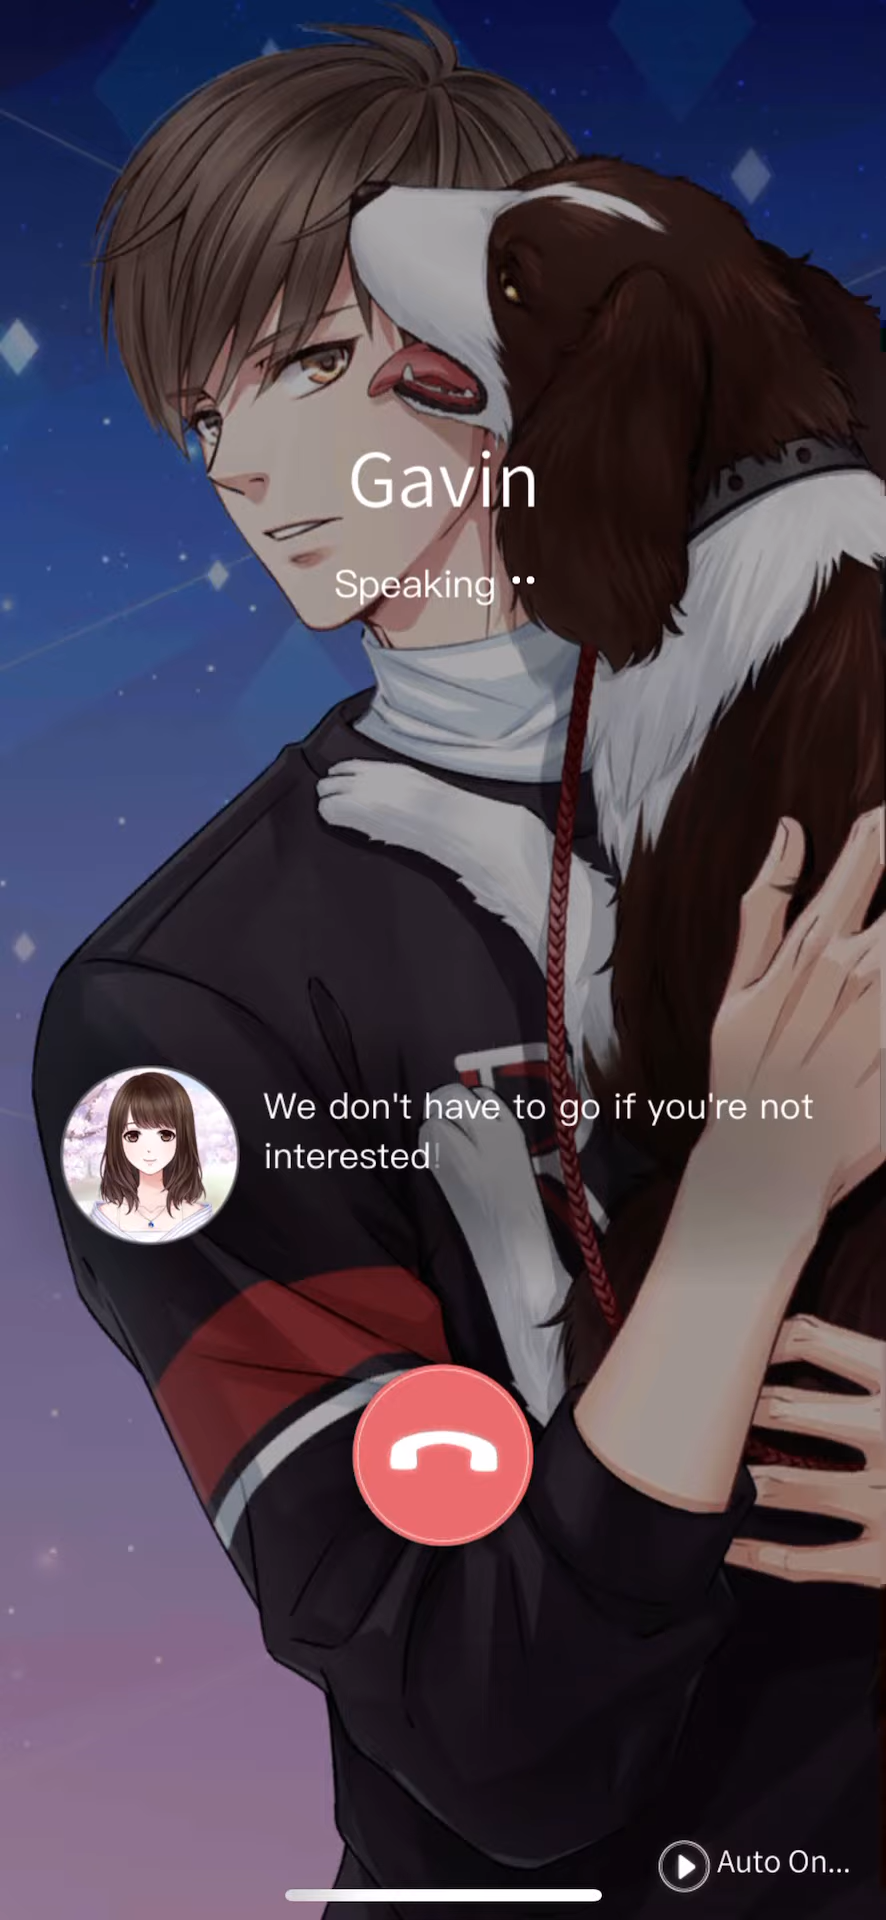 Gavin
Speaking ··
We don't have to go if you're not
interested!
Auto On...